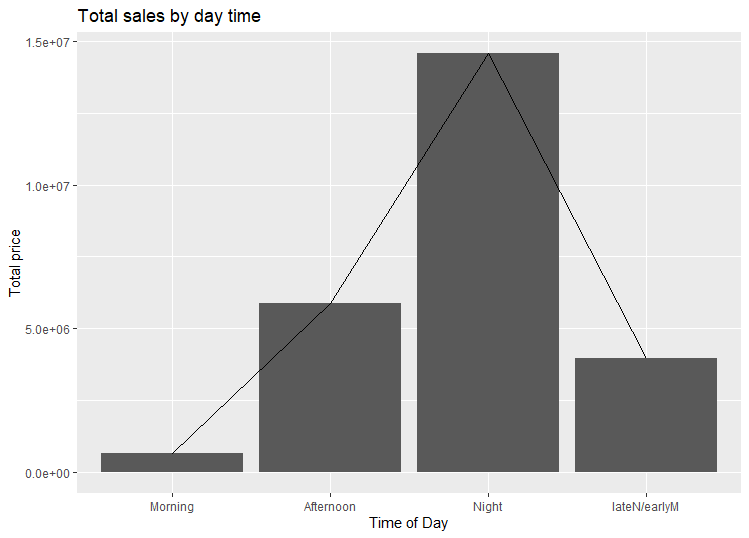 Total sales by day time
1.5e+07
1.0e+07
5.0e+06
0.0e+00
Total price
Morning Afternoon Night lateN/earlyM
Time of Day